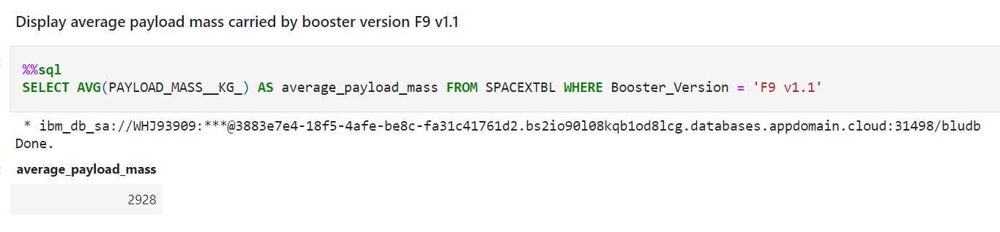 Display average payload mass carried by booster version F9 v1.1
%%sql
SELECT AVG(PAYLOAD_MASS__KG_) AS average_payload_mass FROM SPACEXTBL WHERE Booster_Version = 'F9 v1.1'
* ibm_db_sa://WHJ93909:***@3883e7e4-18f5-4afe-be8c-fa31c41761d2.bs2io90l08kqb1od8lcg.databases.appdomain.cloud:31498/bludb
Done.
average_payload_mass
2928